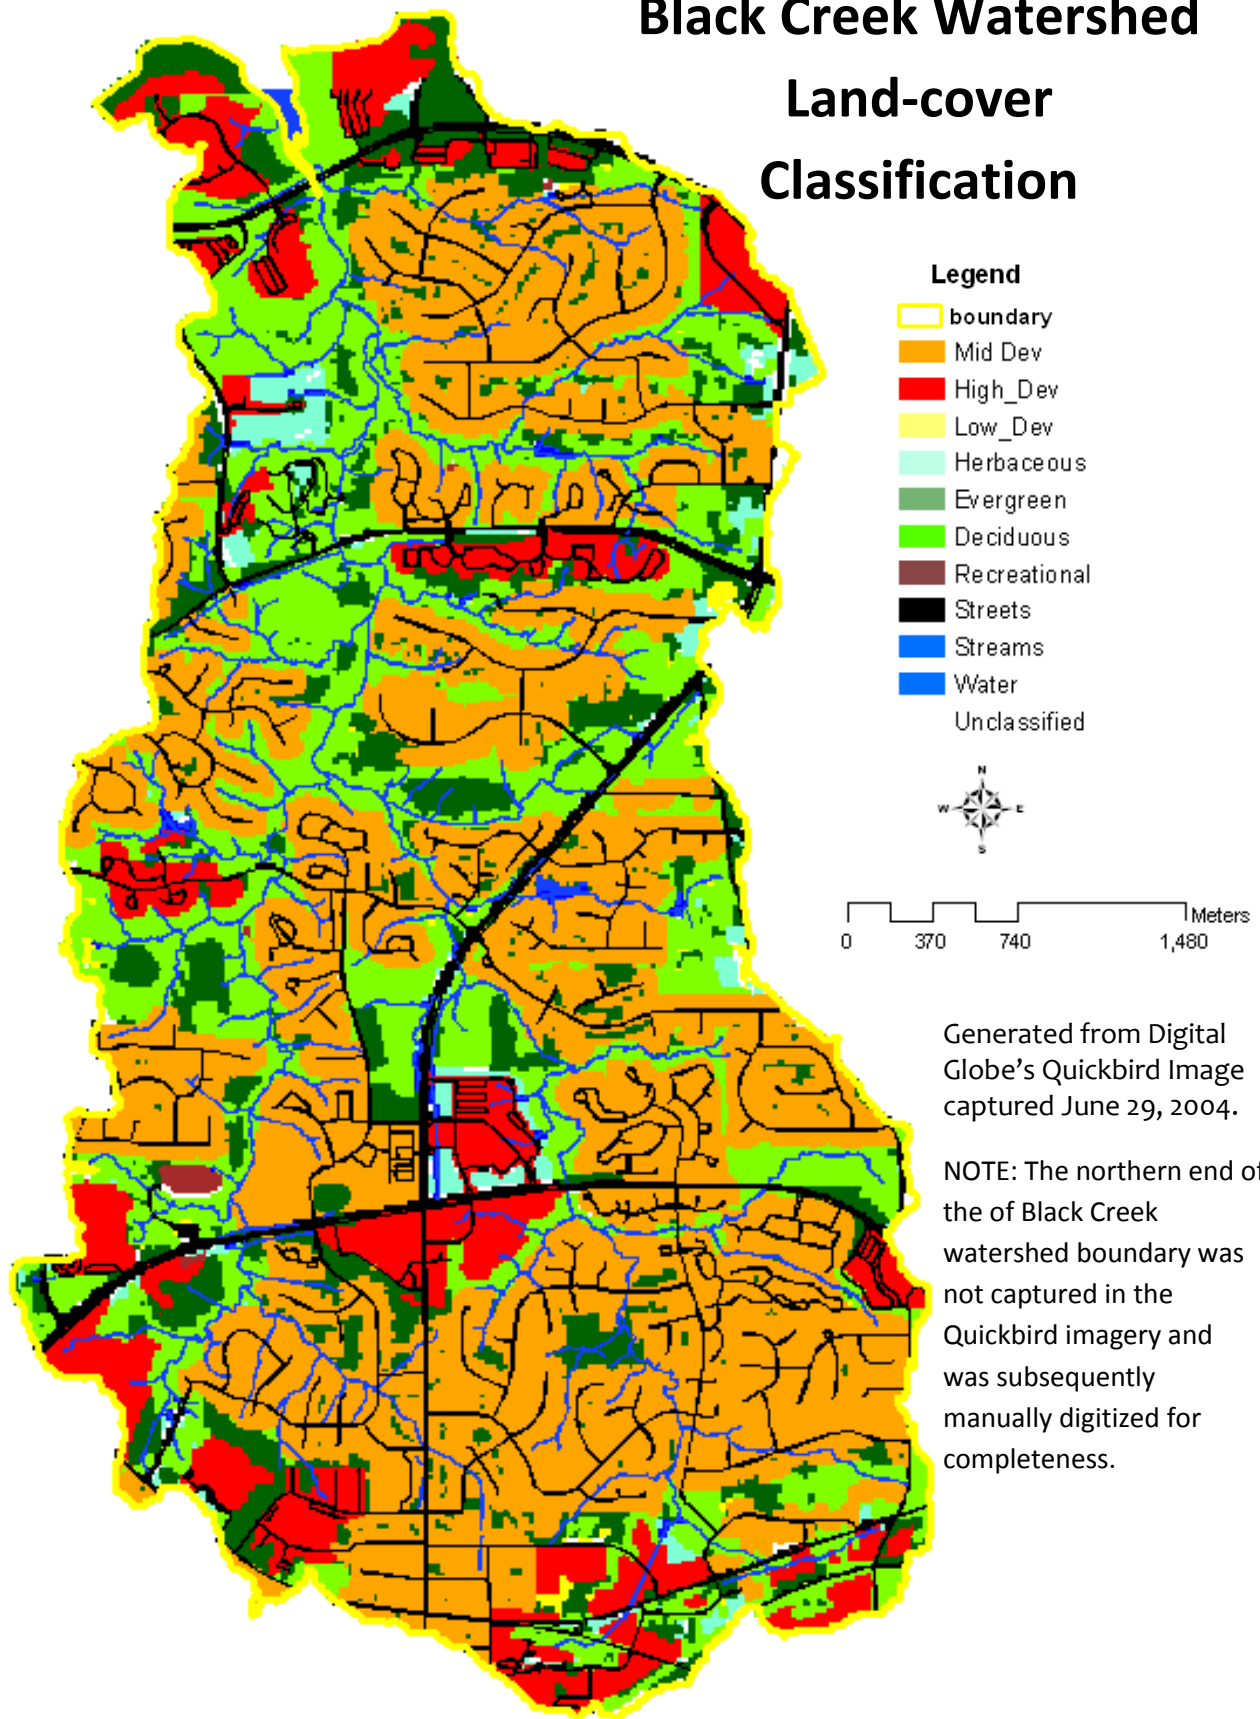 Black Creek Watershed
Land-cover
Classification
Legend
boundary
Mid Dev
High_Dev
Low_Dev
Herbaceous
Evergreen
Deciduous
Recreational
Streets
Streams
Water
Unclassified
N
W E
S
Meters
0 370 740 1,480
Generated from Digital
Globe’s Quickbird Image
captured June 29, 2004.
NOTE: The northern end of
the of Black Creek
watershed boundary was
not captured in the
Quickbird imagery and
was subsequently
manually digitized for
completeness.